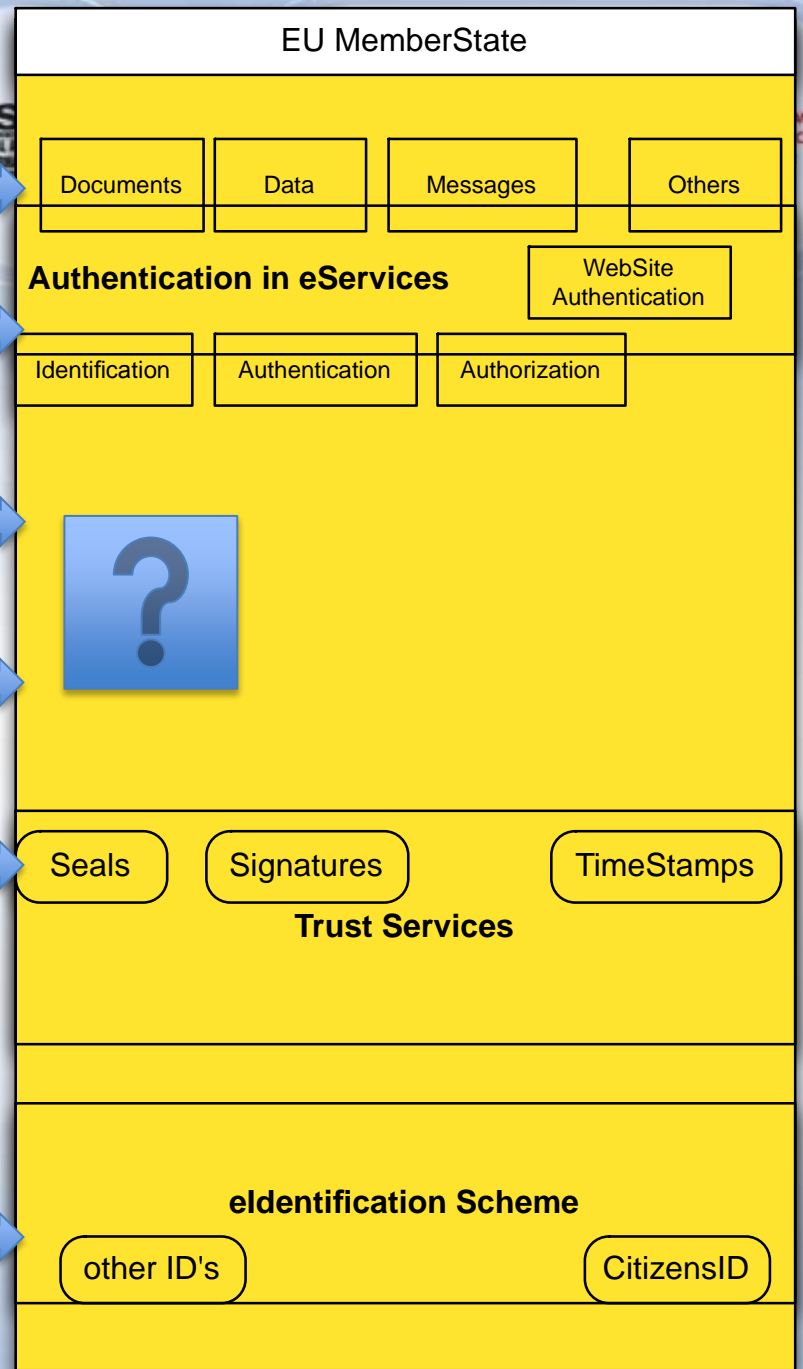 EU MemberState
Documents
Data
Messages
Others
Authentication in eServices
WebSite
Authentication
Identification
Authentication
Authorization
?
Seals
Signatures
TimeStamps
Trust Services
eIdentification Scheme
other ID's
CitizensID